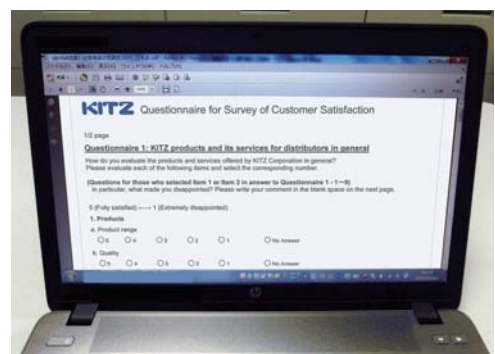 KITZ Questionnaire for Survey of Customer Satisfaction
1/2 page
Questionnaire 1: KITZ products and its services for distributors in general
How do you evaluate the products and services offered by KITZ Corporation in general?
Please evaluate each of the following items and select the corresponding number.
(Questions for those who selected Item 1 or Item 2 in answer to Questionnaire 1 - 1~9)
In particular, what made you disappointed? Please write your comment in the blank space on the next page.
5 (Fully satisfied) ←→ 1 (Extremely disappointed)
1. Products
a. Product range
5 4 3 2 1 No Answer
b. Quality
5 4 3 2 1 No Answer
hp